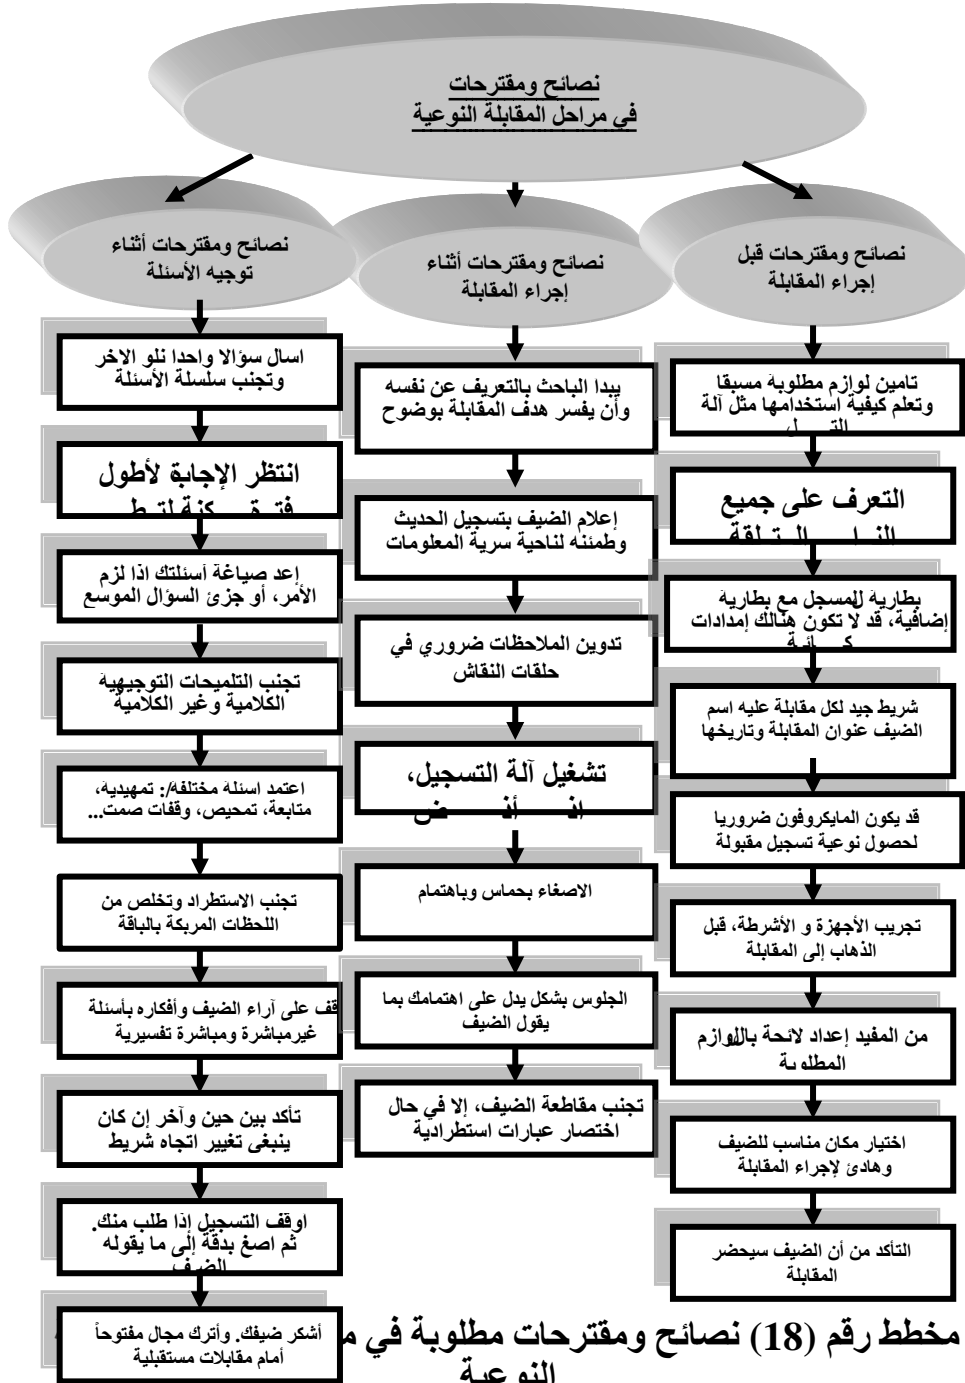 نصائح ومقترحات
في مراحل المقابلة النوعية
نصائح ومقترحات قبل
إجراء المقابلة
تامين لوازم مطلوبة مسبقا
وتعلم كيفية استخدامها مثل آلة
التعرف على جميع
بطارية للمسجل مع بطارية
إضافية، قد لا تكون هنالك إمدادات
شريط جيد لكل مقابلة عليه اسم
الضيف عنوان المقابلة وتاريخها
قد يكون المايكروفون ضروريا
لحصول نوعية تسجيل مقبولة
تجريب الأجهزة و الأشرطة، قبل
الذهاب إلى المقابلة
من المفيد إعداد لائحة باللوازم
المطلوبة
اختيار مكان مناسب للضيف
وهادئ لإجراء المقابلة
التأكد من أن الضيف سيحضر
المقابلة
نصائح ومقترحات أثناء
إجراء المقابلة
يبدا الباحث بالتعريف عن نفسه
وأن يفسر هدف المقابلة بوضوح
إعلام الضيف بتسجيل الحديث
وطمئنه لناحية سرية المعلومات
تدوين الملاحظات ضروري في
حلقات النقاش
تشغيل آلة التسجيل،
الاصغاء بحماس وباهتمام
الجلوس بشكل يدل على اهتمامك بما
يقول الضيف
تجنب مقاطعة الضيف، إلا في حال
اختصار عبارات استطرادية
نصائح ومقترحات أثناء
توجيه الأسئلة
اسال سؤالا واحدا تلو الاخر
وتجنب سلسلة الأسئلة
انتظر الإجابة لأطول
إعد صياغة أسئلتك اذا لزم
الأمر، أو جزئ السؤال الموسع
تجنب التلميحات التوجيهية
الكلامية وغير الكلامية
اعتمد اسئلة مختلفة/: تمهيدية،
متابعة، تمحيص، وقفات صمت...
تجنب الاستطراد وتخلص من
اللحظات المربكة بالباقة
قف على آراء الضيف وأفكاره بأسئلة
غيرمباشرة ومباشرة تفسيرية
تأكد بين حين وآخر إن كان
ينبغي تغيير اتجاه شريط
اوقف التسجيل إذا طلب منك.
ثم اصغ بدقة إلى ما يقوله
الضيف
أشكر ضيفك. وأترك مجال مفتوحاً
أمام مقابلات مستقبلية
مخطط رقم (18) نصائح ومقترحات مطلوبة في
النوعية